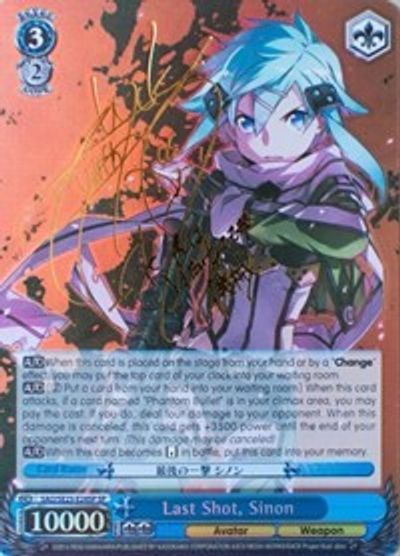 LEVEL
3
2
AUTO When this card is placed on the stage from your hand or by a "Change"
effect, you may put the top card of your clock into your waiting room.
AUTO [(2) Put a card from your hand into your waiting room] When this card
attacks, if a card named "Phantom Bullet" is in your climax area, you may
pay the cost. If you do, deal four damage to your opponent. When this
damage is canceled, this card gets +3500 power until the end of your
opponent's next turn. (This damage may be canceled)
AUTO When this card becomes in battle, put this card into your memory.
最後の一撃 シノン
10000
Last Shot, Sinon
Avatar
Weapon